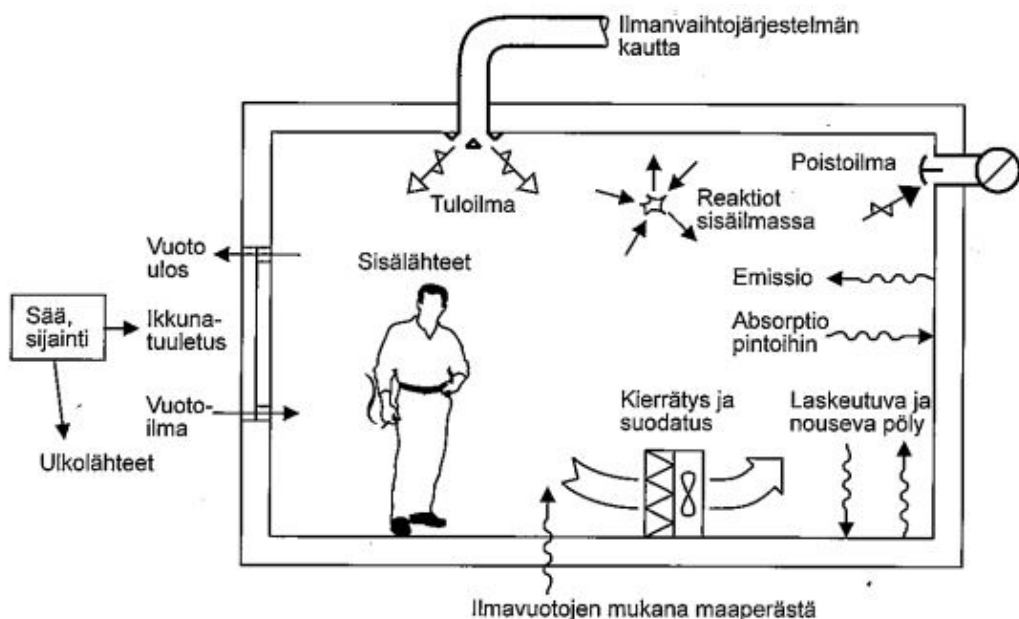 Ilmanvaihtojärjestelmän
kautta
Poistoilma
Tuloilma
Reaktiot
sisäilmassa
Vuoto
ulos
Sisälähteet
Emissio
Sää,
sijainti
Ikkuna-
tuuletus
Absorptio
pintoihin
Vuoto-
ilma
Kierrätys ja
suodatus
Laskeutuva ja
nouseva pöly
Ulkolähteet
Ilmavuotojen mukana maaperästä